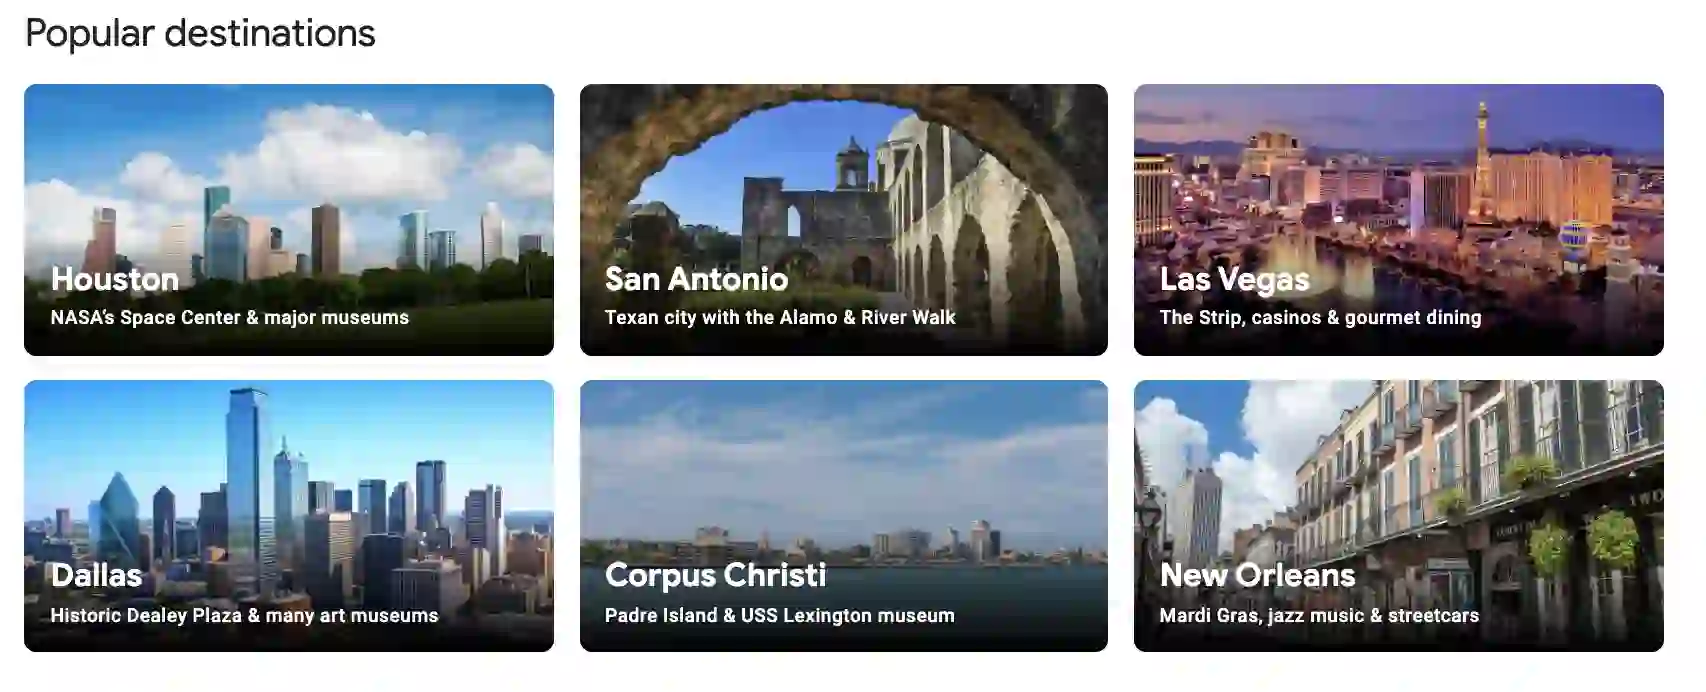 Popular destinations
Houston
NASA's Space Center & major museums
San Antonio
Texan city with the Alamo & River Walk
Las Vegas
The Strip, casinos & gourmet dining
Dallas
Historic Dealey Plaza & many art museums
Corpus Christi
Padre Island & USS Lexington museum
New Orleans
Mardi Gras, jazz music & streetcars